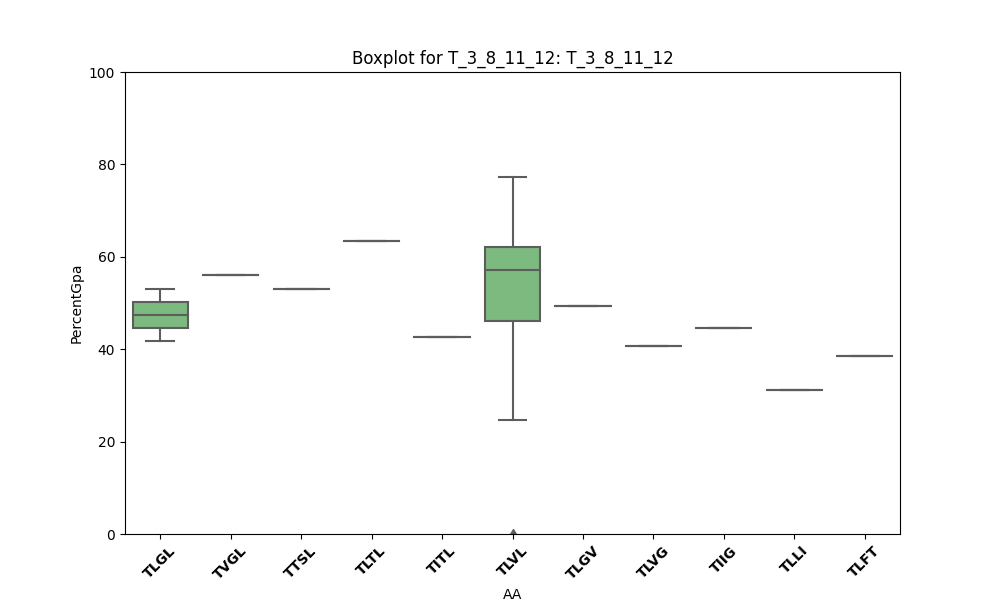 Boxplot for T_3_8_11_12: T_3_8_11_12
100
80
60
40
20
0
PercentGpa
TLGL TVGL TTSL TLTL TITL TLVL TLGV TLVG TIIG TLLI TLFT
AA